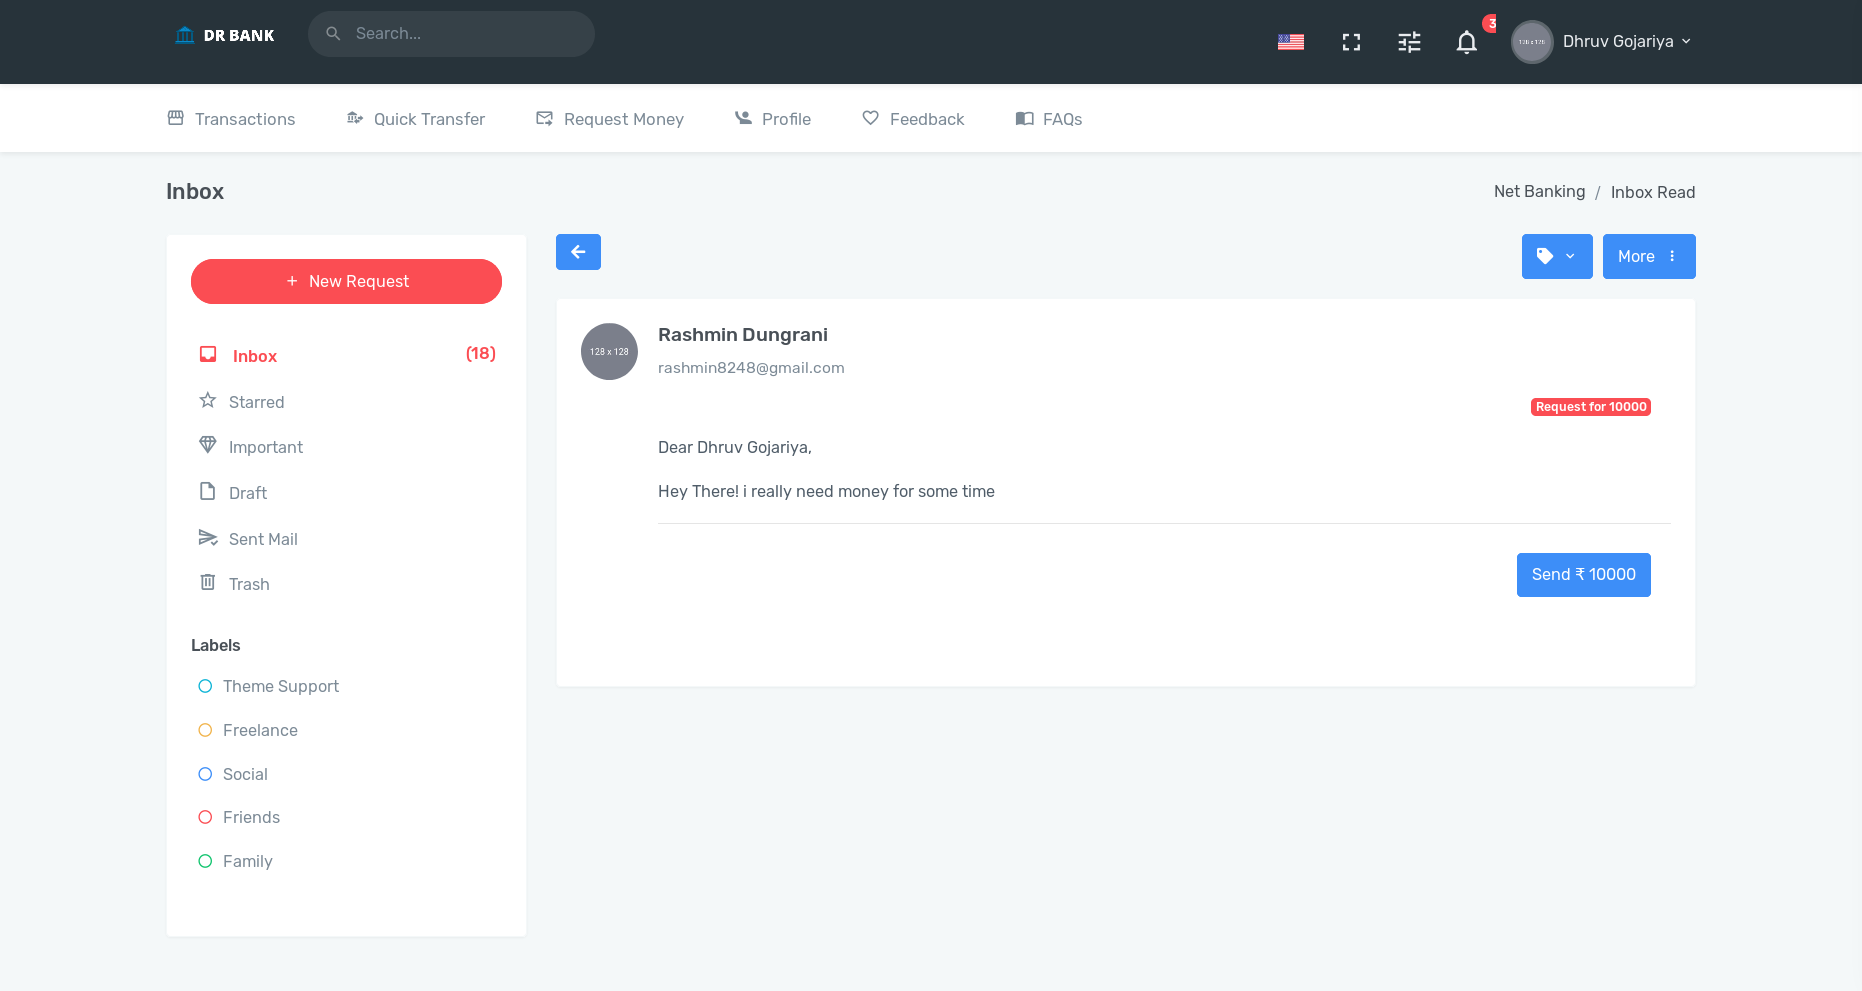 DR BANK
Search...
3
128 x 128
Dhruv Gojariya
Transactions
Quick Transfer
Request Money
Profile
Feedback
FAQs
Inbox
Net Banking / Inbox Read
+ New Request
Inbox (18)
Starred
Important
Draft
Sent Mail
Trash
Labels
Theme Support
Freelance
Social
Friends
Family
More
128 x 128
Rashmin Dungrani
rashmin8248@gmail.com
Request for 10000
Dear Dhruv Gojariya,
Hey There! i really need money for some time
Send ₹ 10000